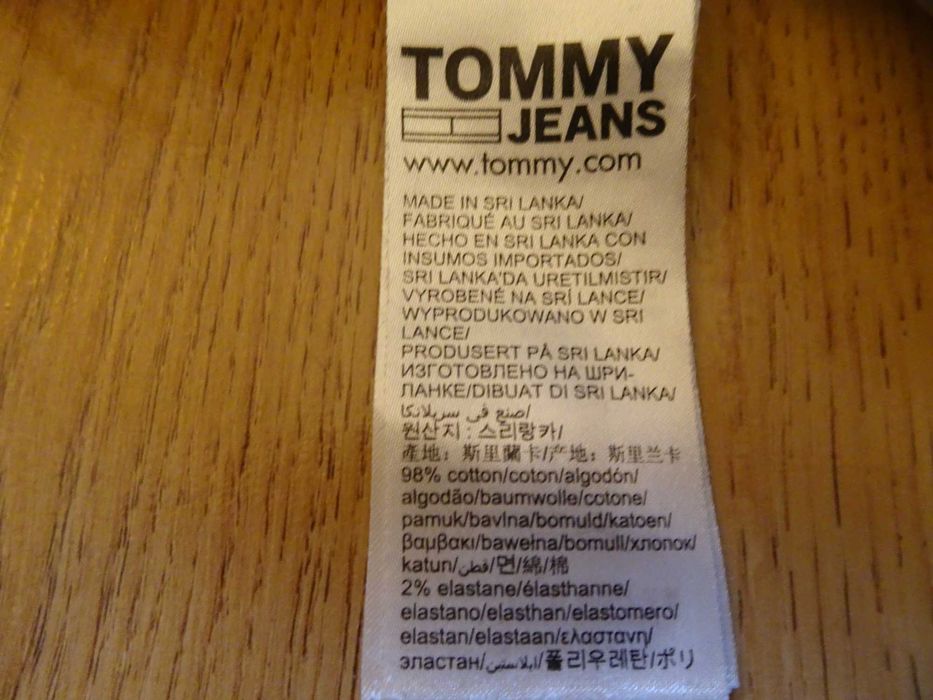 TOMMY
JEANS
www.tommy.com
MADE IN SRI LANKA/
FABRIQUÉ AU SRI LANKA/
HECHO EN SRI LANKA CON
INSUMOS IMPORTADOS/
SRI LANKA'DA URETILMISTIR/
VYROBENÉ NA SRÍ LANCE/
WYPRODUKOWANO W SRI
LANCE/
PRODUSERT PÅ SRI LANKA/
ИЗГОТОВЛЕНО НА ШРИ-
ЛАНКЕ/DIBUAT DI SRI LANKA/
صنع في سريلانكا/
원산지 : 스리랑카/
產地：斯里蘭卡/产地：斯里兰卡
98% cotton/coton/algodón/
algodão/baumwolle/cotone/
pamuk/bavlna/bomuld/katoen/
βαμβακι/bawełna/bomull/хлопок/
katun/قطن/면/綿/棉
2% elastane/élasthanne/
elastano/elasthan/elastomero/
elastan/elastaan/ελαστανη/
эластан/ايلاستين/폴리우레탄/ポリ